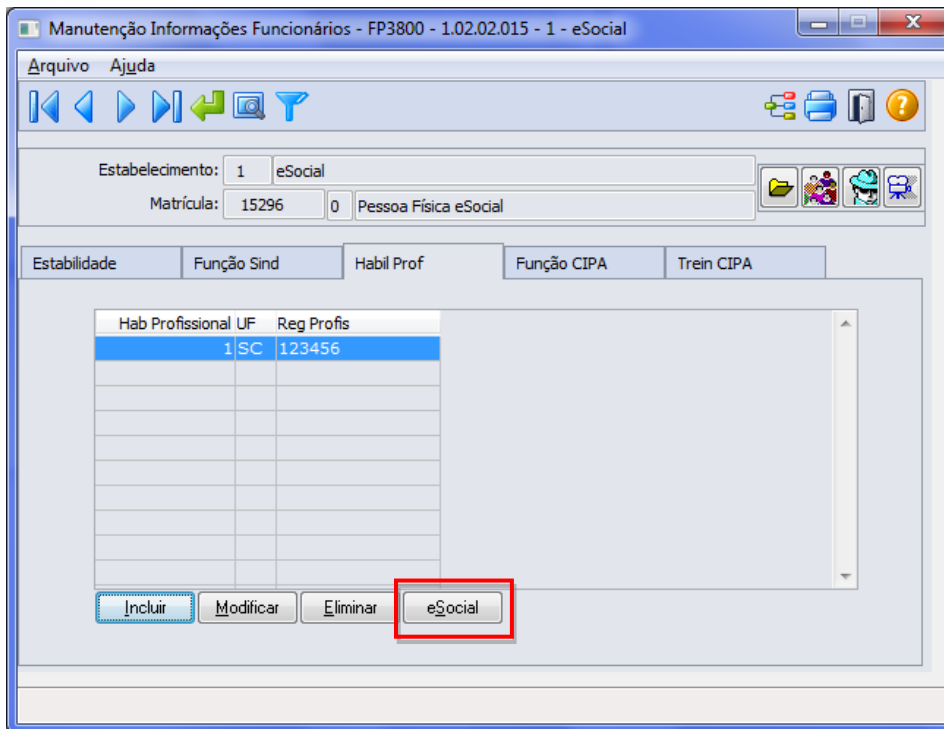 Manutenção Informações Funcionários - FP3800 - 1.02.02.015 - 1 - eSocial
Arquivo Ajuda
Estabelecimento: 1 eSocial
Matrícula: 15296 0 Pessoa Física eSocial
Estabilidade Função Sind Habil Prof Função CIPA Trein CIPA
Hab Profissional UF Reg Profis
1 SC 123456
Incluir Modificar Eliminar eSocial